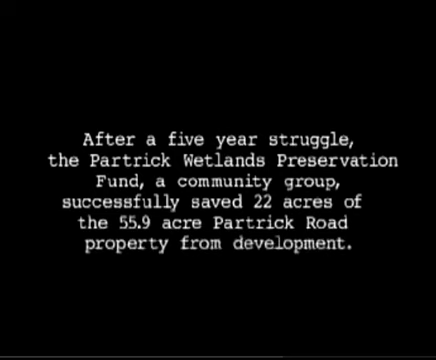 After a five year struggle,
the Partrick Wetlands Preservation
Fund, a community group,
successfully saved 22 acres of
the 55.9 acre Partrick Road
property from development.